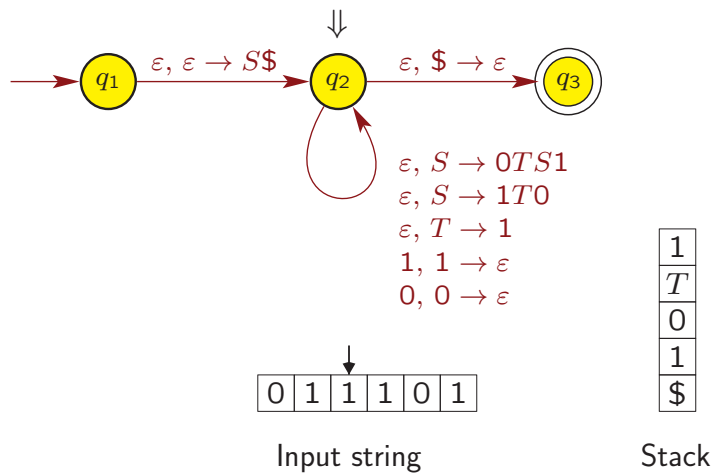 ⇓
q₁ ε, ε → S$ q₂ ε, $ → ε q₃
ε, S → 0TS1
ε, S → 1T0
ε, T → 1
1, 1 → ε
0, 0 → ε
1
T
0
1
$
0 1 1 1 0 1
Input string
Stack